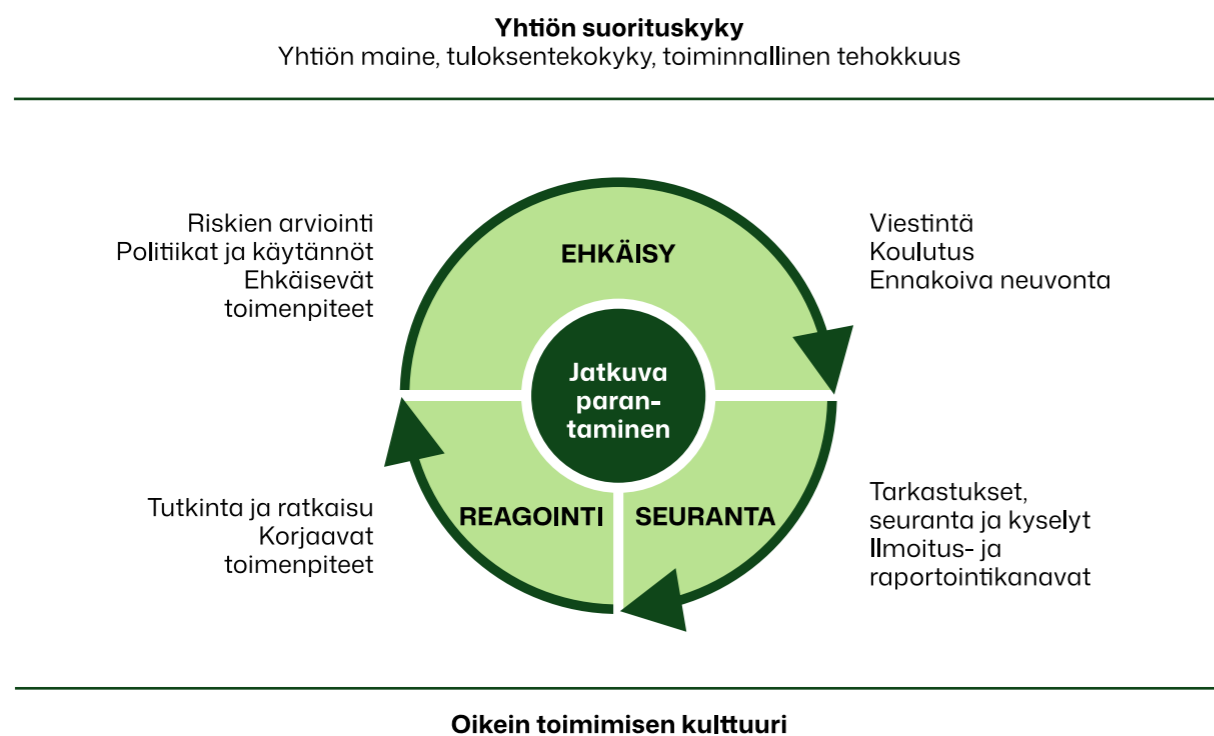 Yhtiön suorituskyky
Yhtiön maine, tuloksentekokyky, toiminnallinen tehokkuus
Riskien arviointi
Politiikat ja käytännöt
Ehkäisevät
toimenpiteet
EHKÄISY
Viestintä
Koulutus
Ennakoiva neuvonta
Jatkuva
paran-
taminen
Tutkinta ja ratkaisu
Korjaavat
toimenpiteet
REAGOINTI
SEURANTA
Tarkastukset,
seuranta ja kyselyt
Ilmoitus- ja
raportointikanavat
Oikein toimimisen kulttuuri